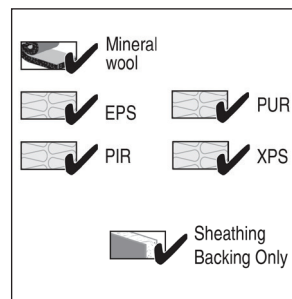 Mineral
wool
EPS
PUR
PIR
XPS
Sheathing
Backing Only